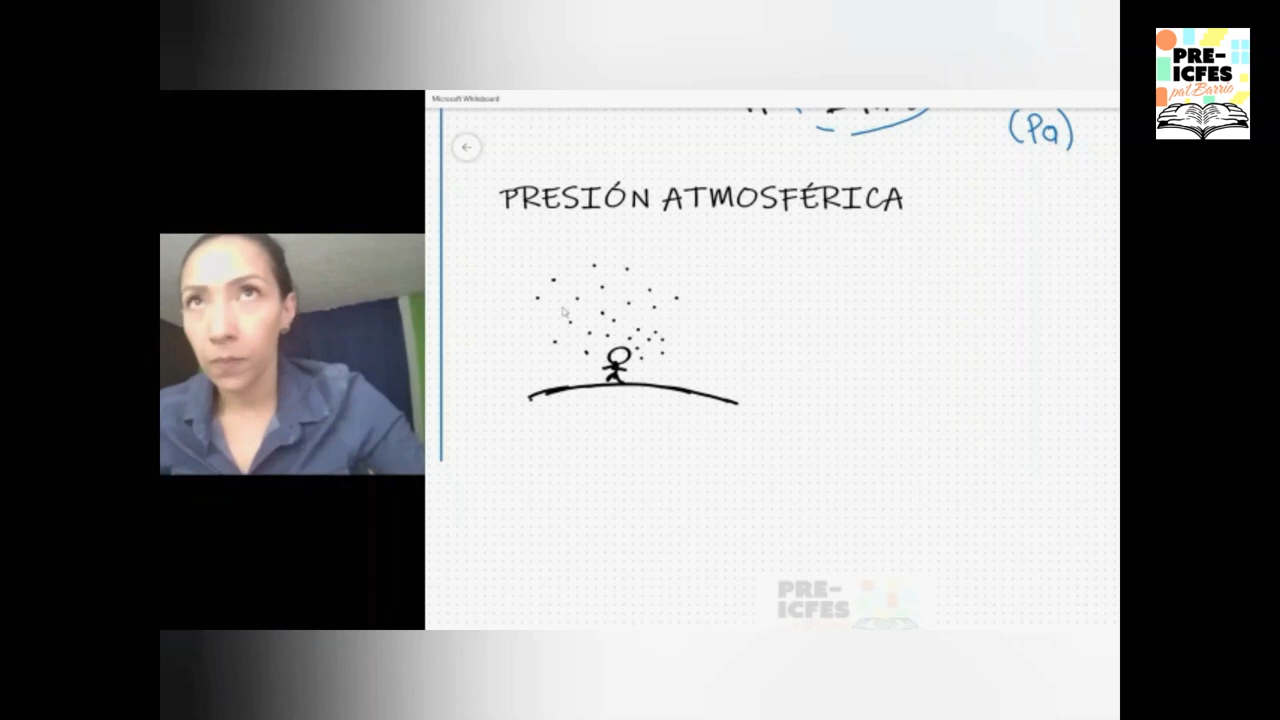 PRE-
ICFES
pal Barrio
Microsoft Whiteboard
(Pa)
PRESIÓN ATMOSFÉRICA
PRE-
ICFES